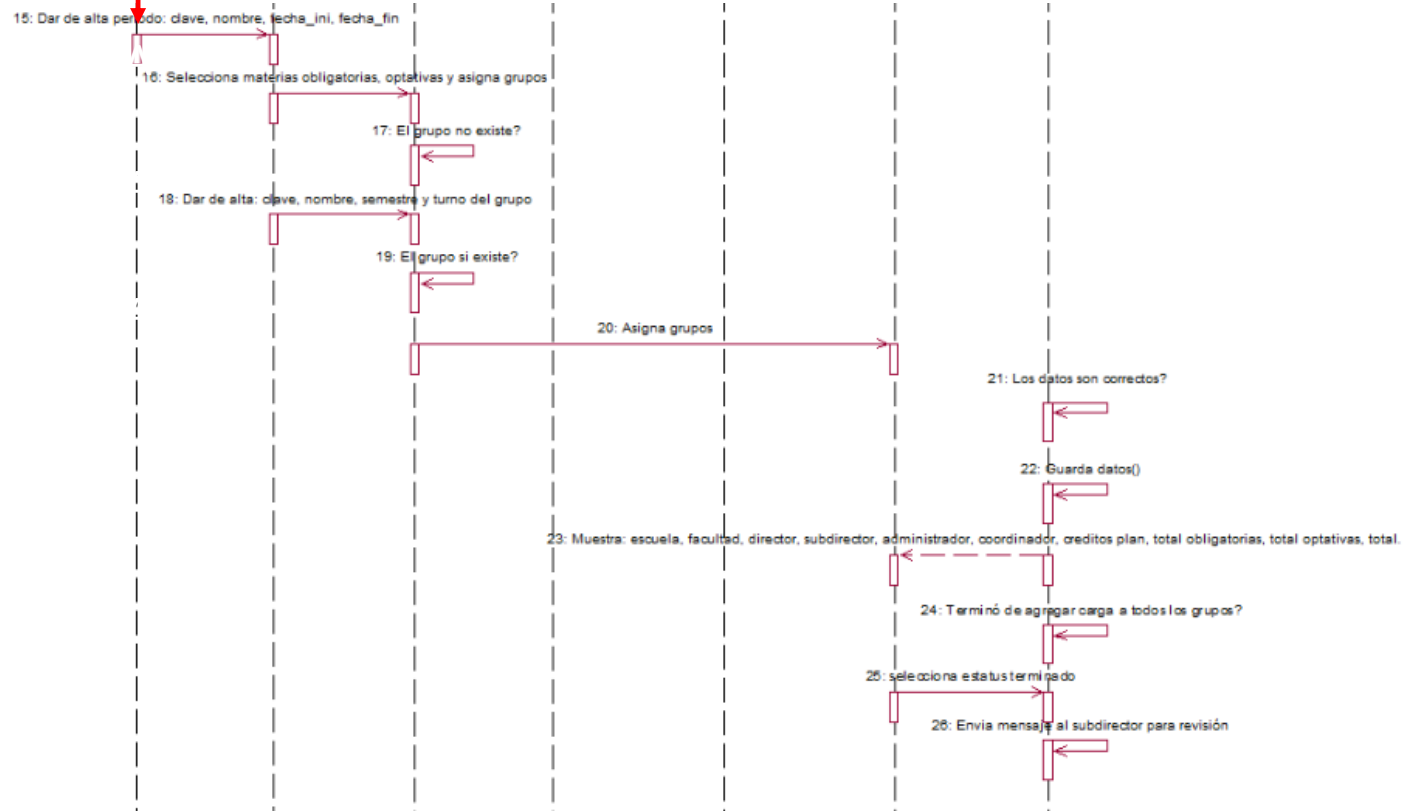 15: Dar de alta periodo: clave, nombre, fecha_ini, fecha_fin
16: Selecciona materias obligatorias, optativas y asigna grupos
17: El grupo no existe?
18: Dar de alta: clave, nombre, semestre y turno del grupo
19: El grupo si existe?
20: Asigna grupos
21: Los datos son correctos?
22: Guarda datos()
23: Muestra: escuela, facultad, director, subdirector, administrador, coordinador, creditos plan, total obligatorias, total optativas, total.
24: Terminó de agregar carga a todos los grupos?
25: selecciona estatus terminado
26: Envia mensaje al subdirector para revisión